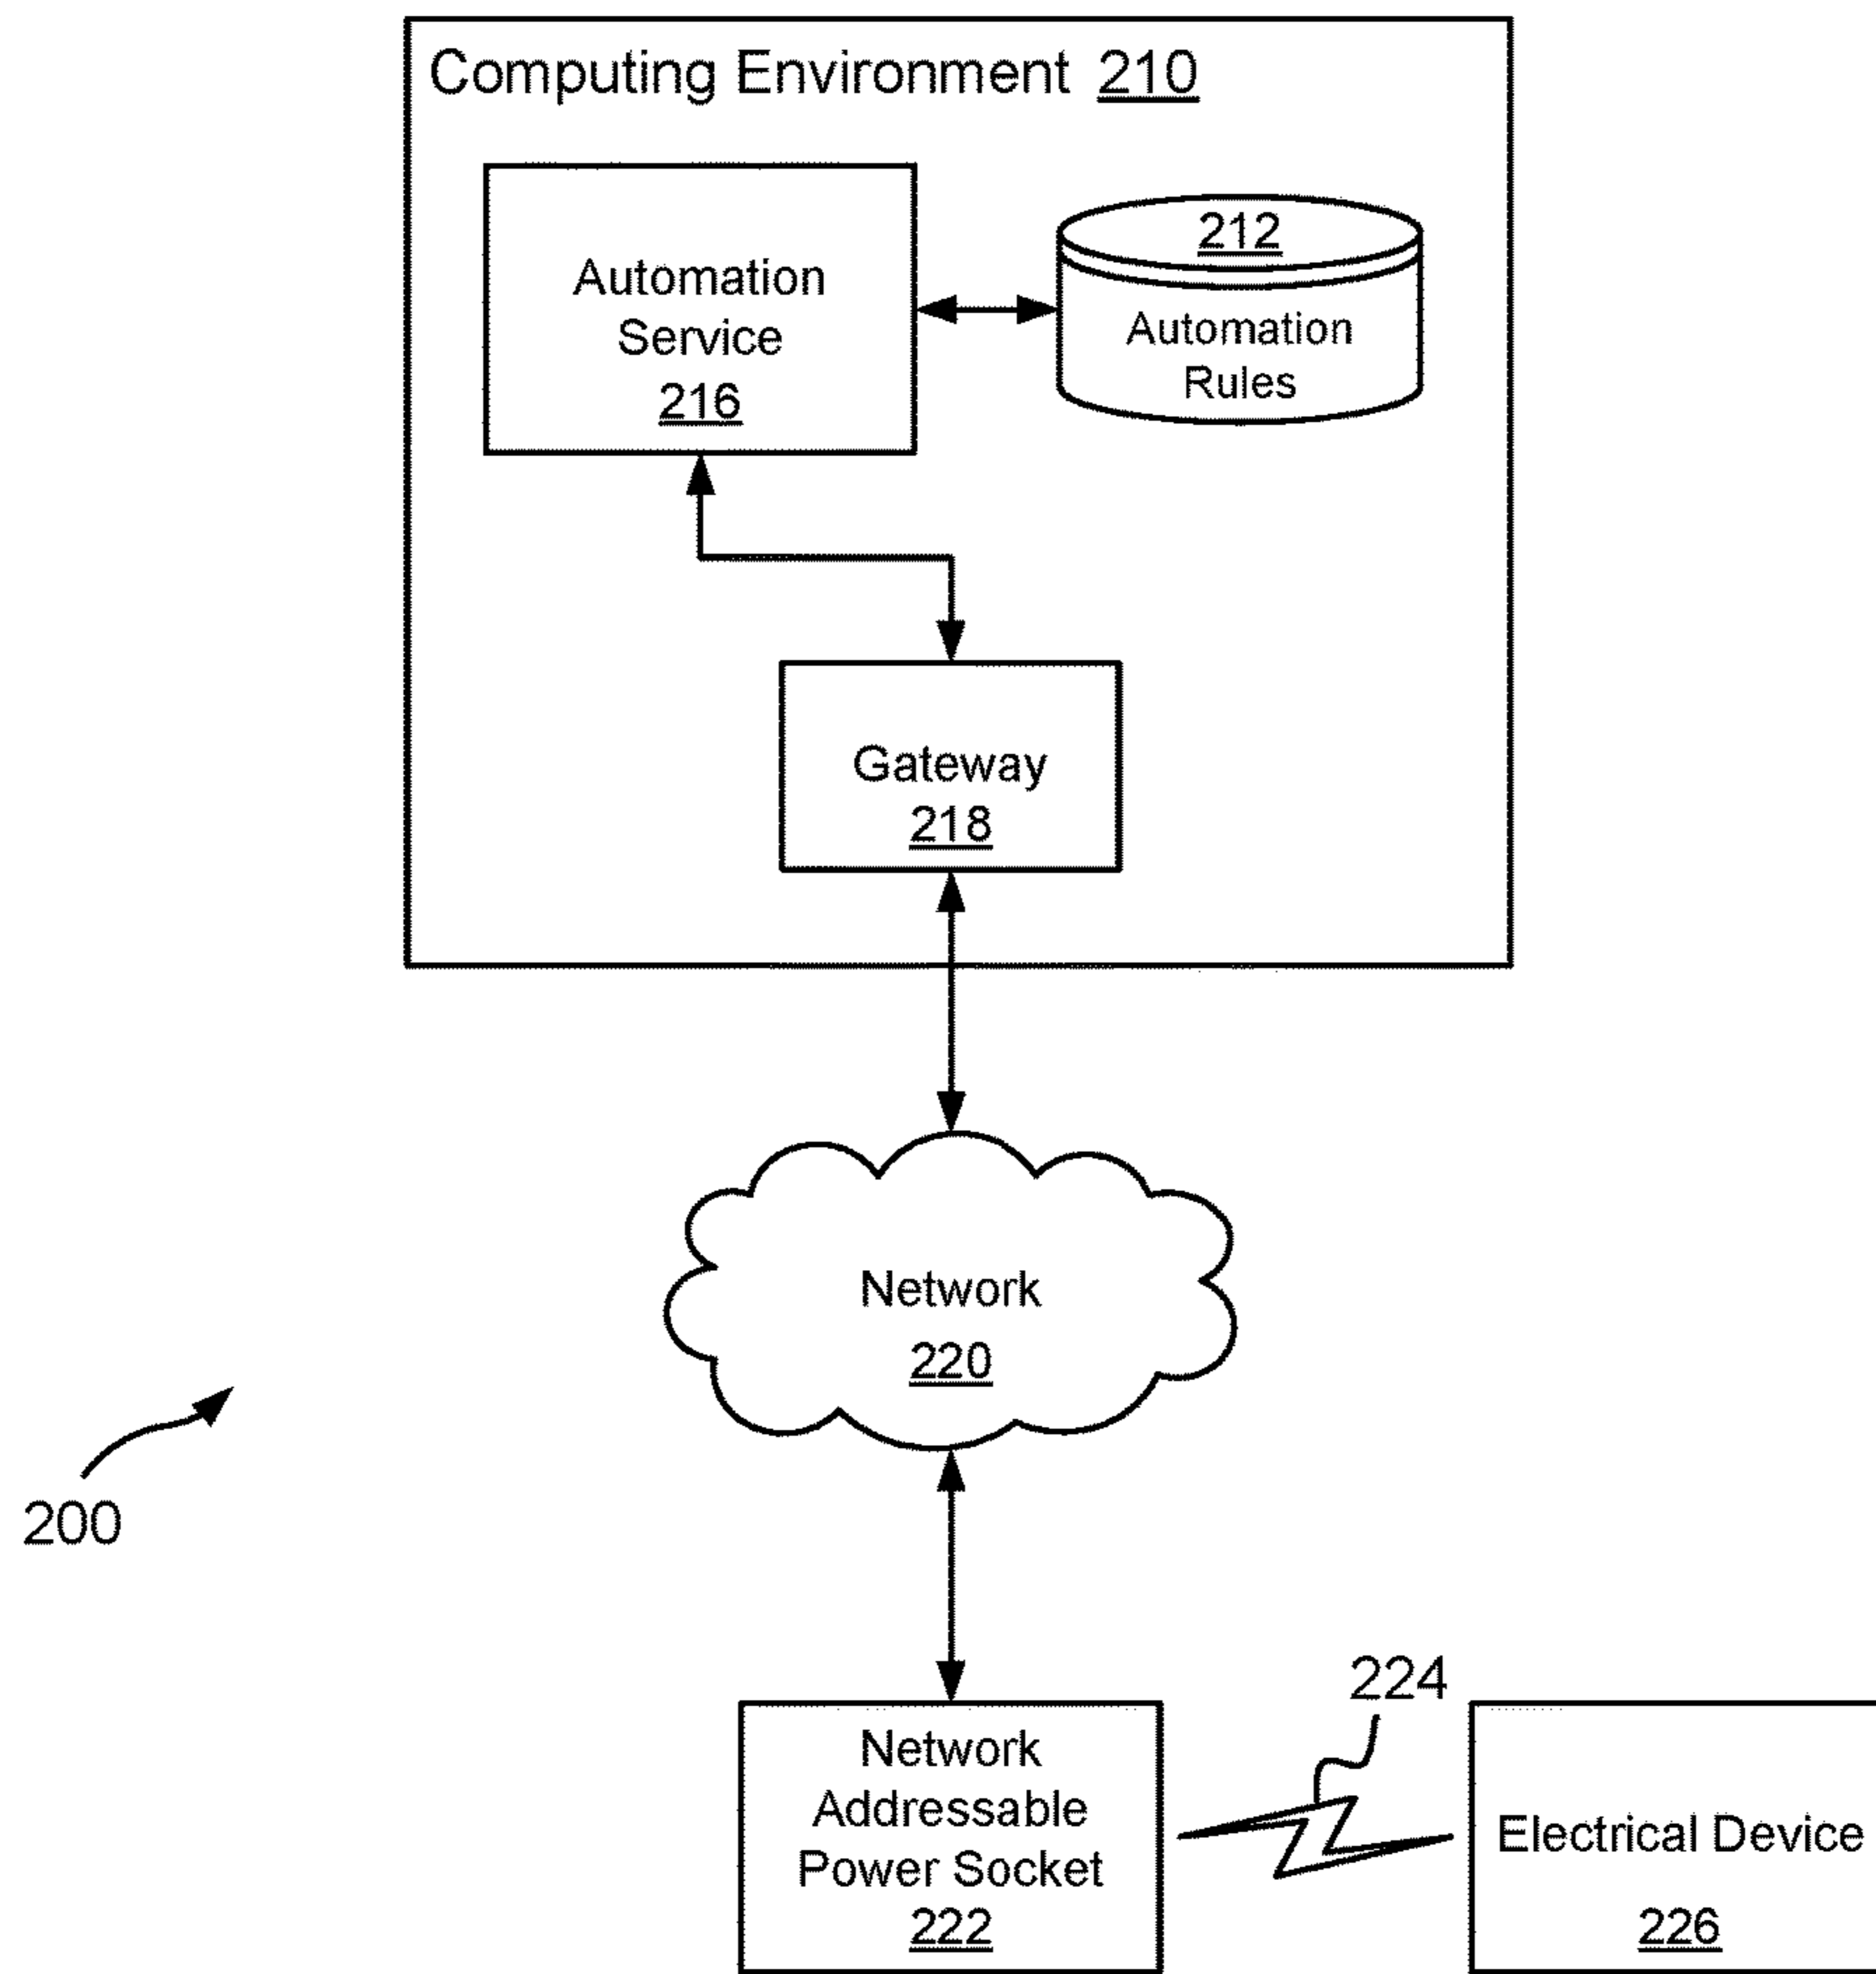 Computing Environment 210
Automation
Service
216
212
Automation
Rules
Gateway
218
Network
220
200
224
Network
Addressable
Power Socket
222
Electrical Device
226